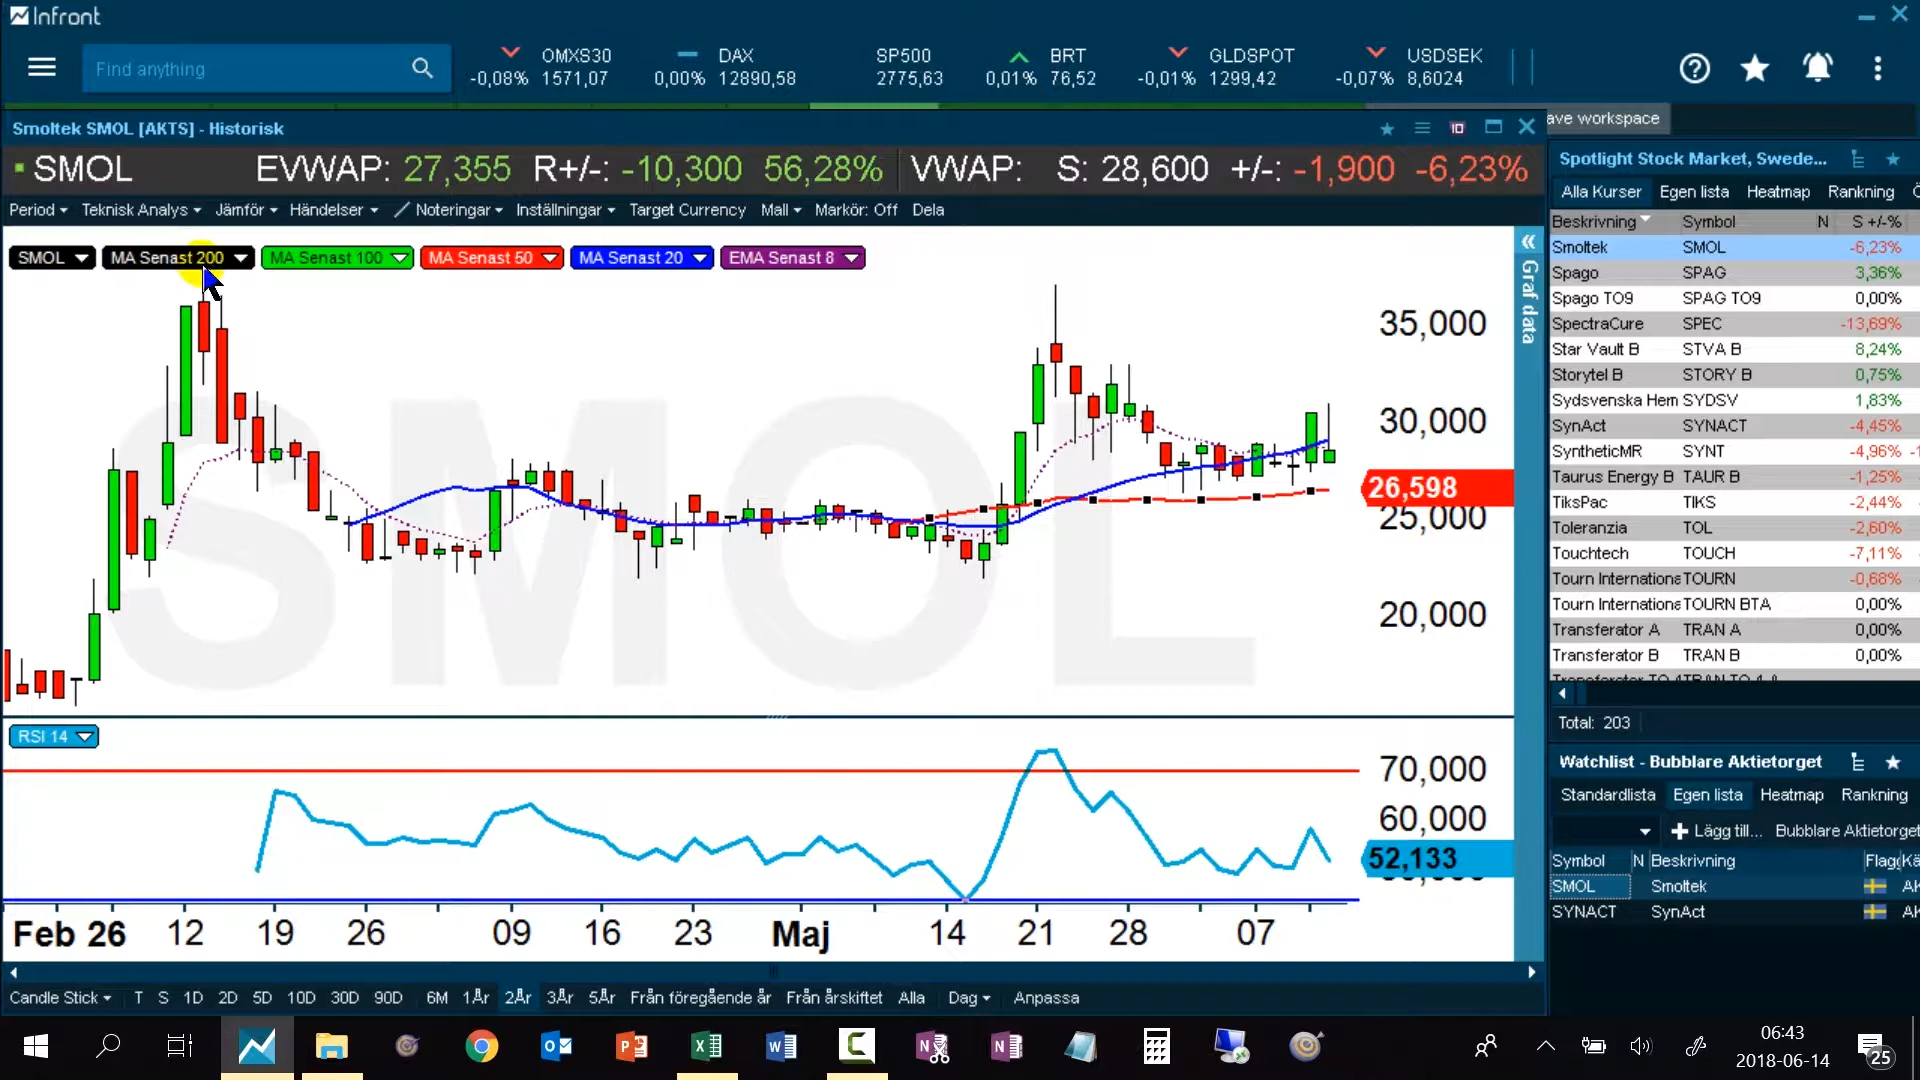 Infront
Find anything
OMXS30
-0,08% 1571,07
DAX
0,00% 12890,58
SP500
2775,63
BRT
0,01% 76,52
GLDSPOT
-0,01% 1299,42
USDSEK
-0,07% 8,6024
Smoltek SMOL [AKTS] - Historisk
ave workspace
SMOL EVWAP: 27,355 R+/-: -10,300 56,28% VWAP: S: 28,600 +/-: -1,900 -6,23%
Period Teknisk Analys Jämför Händelser Noteringar Inställningar Target Currency Mall Markör: Off Dela
SMOL MA Senast 200 MA Senast 100 MA Senast 50 MA Senast 20 EMA Senast 8
Graf data
SMOL
35,000
30,000
26,598
25,000
20,000
RSI 14
70,000
60,000
52,133
Feb 26 12 19 26 09 16 23 Maj 14 21 28 07
Candle Stick T S 1D 2D 5D 10D 30D 90D 6M 1År 2År 3År 5År Från föregående år Från årskiftet Alla Dag Anpassa
Spotlight Stock Market, Swede...
Alla Kurser Egen lista Heatmap Rankning
Beskrivning Symbol N S +/-%
Smoltek SMOL -6,23%
Spago SPAG 3,36%
Spago TO9 SPAG TO9 0,00%
SpectraCure SPEC -13,69%
Star Vault B STVA B 8,24%
Storytel B STORY B 0,75%
Sydsvenska Hem SYDSV 1,83%
SynAct SYNACT -4,45%
SyntheticMR SYNT -4,96%
Taurus Energy B TAUR B -1,25%
TiksPac TIKS -2,44%
Toleranzia TOL -2,60%
Touchtech TOUCH -7,11%
Tourn Internationa TOURN -0,68%
Tourn Internationa TOURN BTA 0,00%
Transferator A TRAN A 0,00%
Transferator B TRAN B 0,00%
Total: 203
Watchlist - Bubblare Aktietorget
Standardlista Egen lista Heatmap Rankning
Lägg till... Bubblare Aktietorget
Symbol N Beskrivning Flagg Kä
SMOL Smoltek AK
SYNACT SynAct AK
06:43
2018-06-14
25